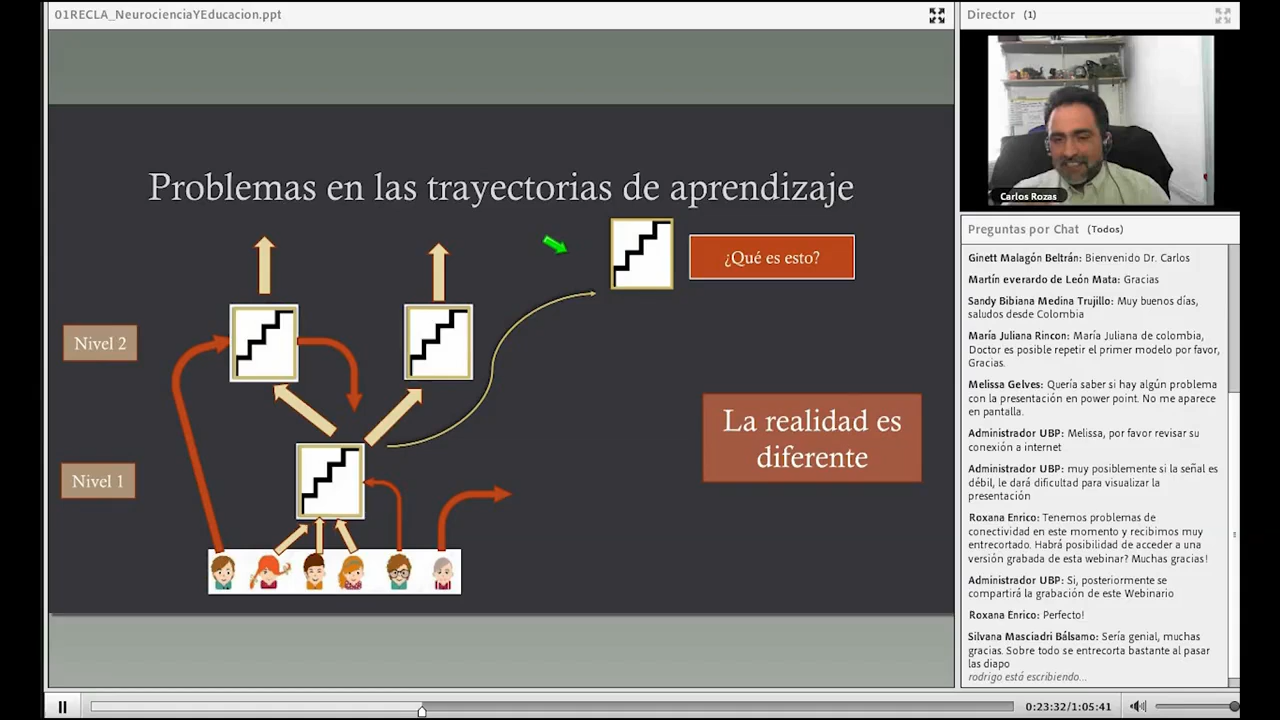 01RECLA_NeurocienciaYEducacion.ppt
Problemas en las trayectorias de aprendizaje
¿Qué es esto?
Nivel 2
La realidad es
diferente
Nivel 1
Director (1)
Carlos Rozas
Preguntas por Chat (Todos)
Ginett Malagón Beltrán: Bienvenido Dr. Carlos
Martín everardo de León Mata: Gracias
Sandy Bibiana Medina Trujillo: Muy buenos días,
saludos desde Colombia
María Juliana Rincon: María Juliana de colombia,
Doctor es posible repetir el primer modelo por favor,
Gracias.
Melissa Gelves: Quería saber si hay algún problema
con la presentación en power point. No me aparece
en pantalla.
Administrador UBP: Melissa, por favor revisar su
conexión a internet
Administrador UBP: muy posiblemente si la señal es
débil, le dará dificultad para visualizar la
presentación
Roxana Enrico: Tenemos problemas de
conectividad en este momento y recibimos muy
entrecortado. Habrá posibilidad de acceder a una
versión grabada de esta webinar? Muchas gracias!
Administrador UBP: Si, posteriormente se
compartirá la grabación de este Webinario
Roxana Enrico: Perfecto!
Silvana Masciadri Bálsamo: Sería genial, muchas
gracias. Sobre todo se entrecorta bastante al pasar
las diapo
rodrigo está escribiendo...
0:23:32/1:05:41